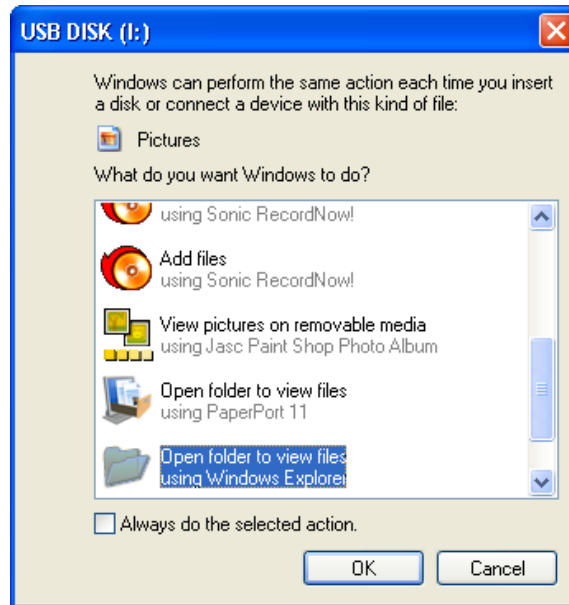 USB DISK (I:)
Windows can perform the same action each time you insert
a disk or connect a device with this kind of file:
Pictures
What do you want Windows to do?
using Sonic RecordNow!
Add files
using Sonic RecordNow!
View pictures on removable media
using Jasc Paint Shop Photo Album
Open folder to view files
using PaperPort 11
Open folder to view files
using Windows Explorer
Always do the selected action.
OK
Cancel